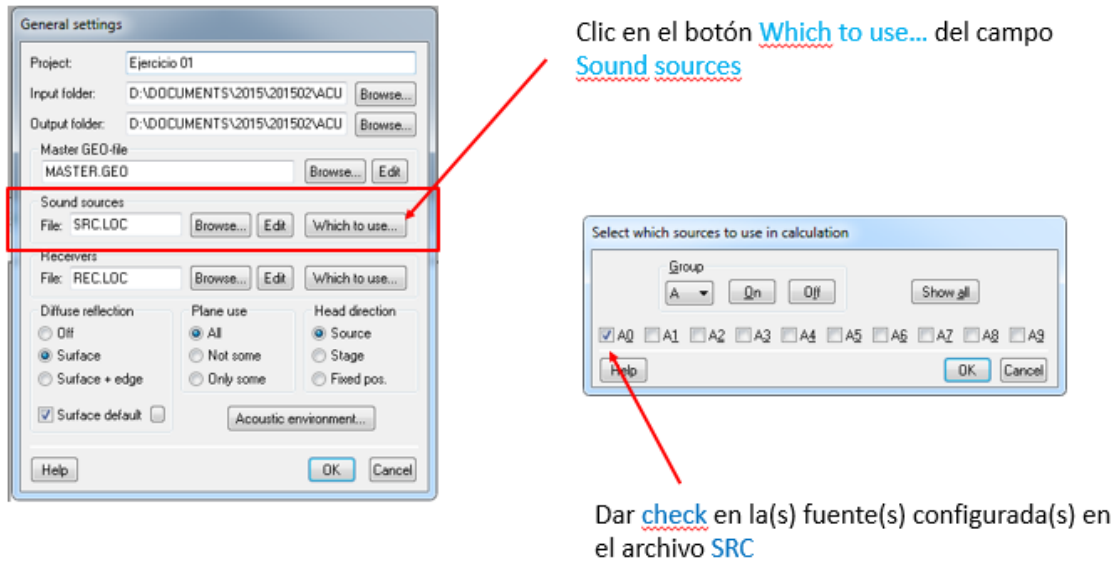 General settings
Project: Ejercicio 01
Input folder: D:\DOCUMENTS\2015\201502\ACU Browse...
Output folder: D:\DOCUMENTS\2015\201502\ACU Browse...
Master GEO-file
MASTER.GEO Browse... Edit
Sound sources
File: SRC.LOC Browse... Edit Which to use...
Receivers
File: REC.LOC Browse... Edit Which to use...
Diffuse reflection Plane use Head direction
Off All Source
Surface Not some Stage
Surface + edge Only some Fixed pos.
Surface default Acoustic environment...
Help OK Cancel
Clic en el botón Which to use... del campo
Sound sources
Select which sources to use in calculation
Group
A On Off Show all
A0 A1 A2 A3 A4 A5 A6 A7 A8 A9
Help OK Cancel
Dar check en la(s) fuente(s) configurada(s) en
el archivo SRC